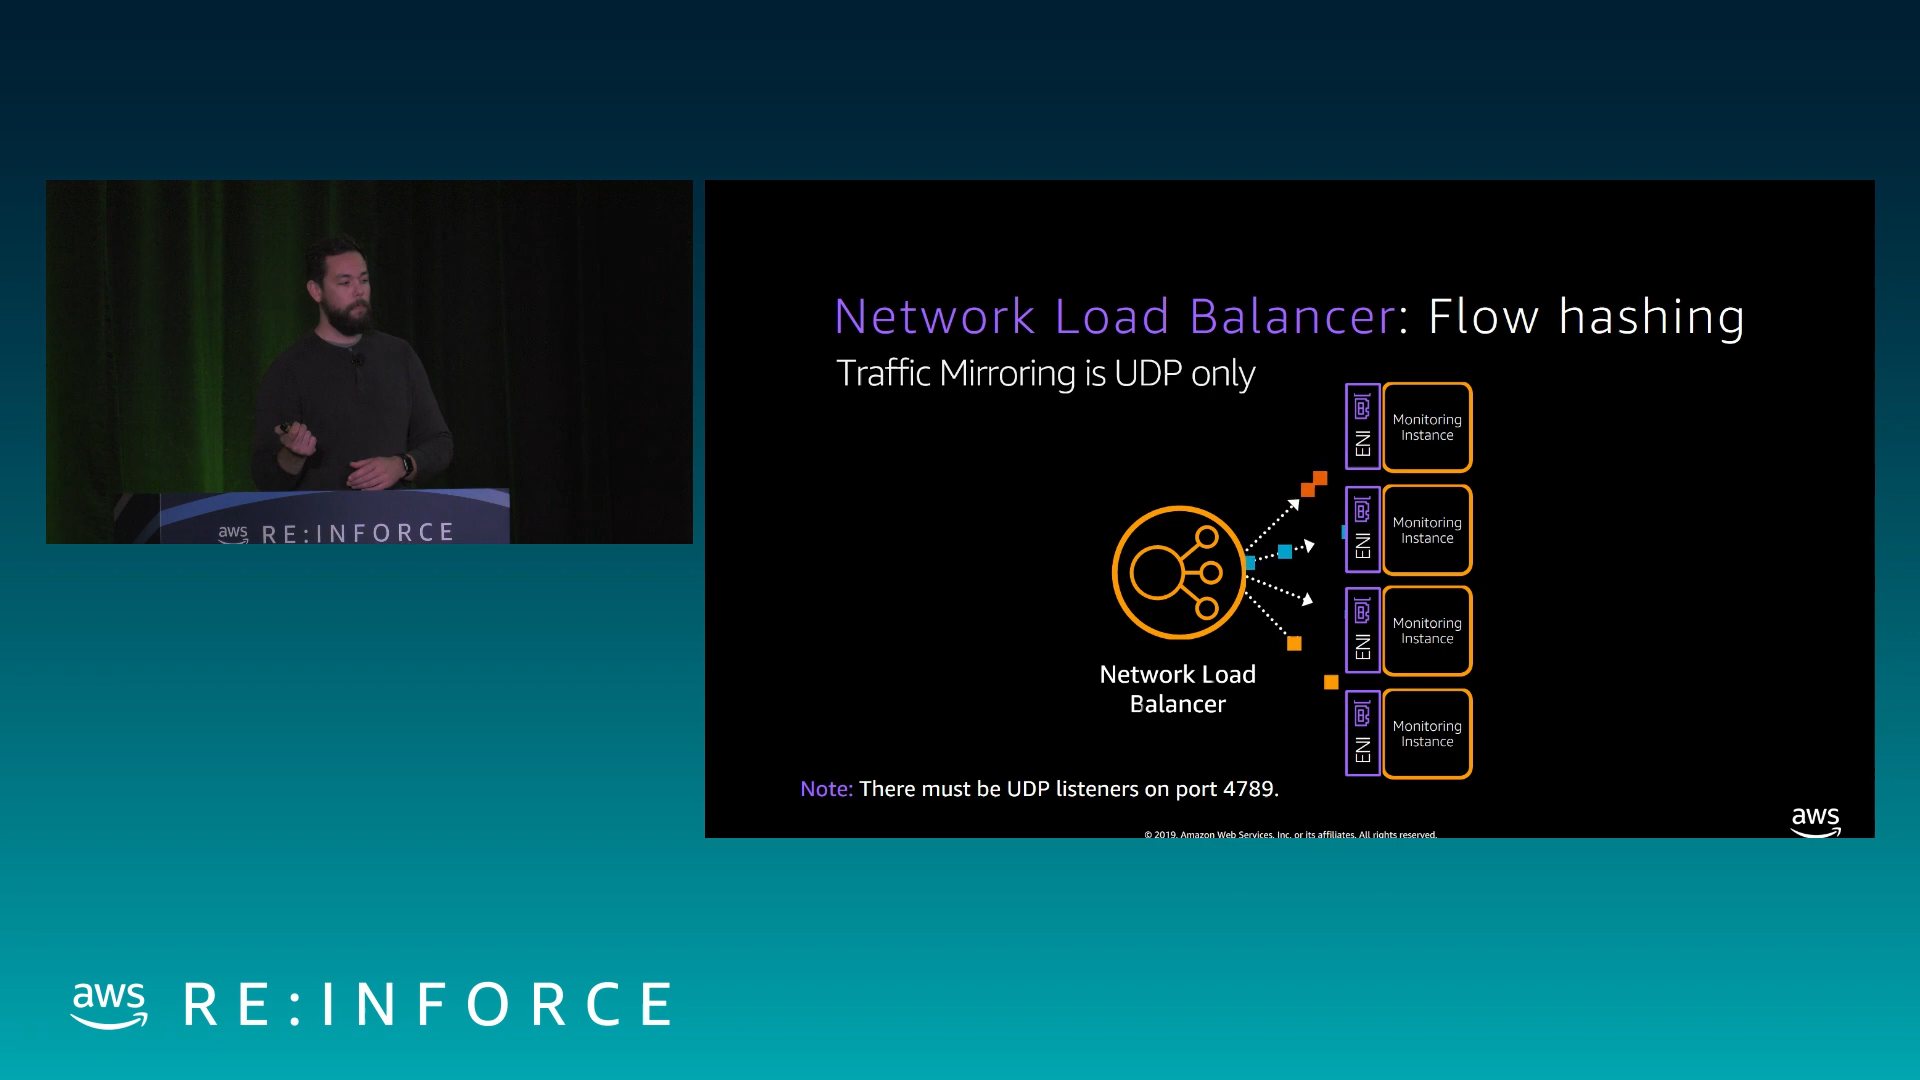 Network Load Balancer: Flow hashing
Traffic Mirroring is UDP only
ENI
Monitoring
Instance
ENI
Monitoring
Instance
ENI
Monitoring
Instance
ENI
Monitoring
Instance
Network Load
Balancer
Note: There must be UDP listeners on port 4789.
© 2019, Amazon Web Services, Inc. or its affiliates. All rights reserved.
aws
aws RE:INFORCE
aws RE:INFORCE